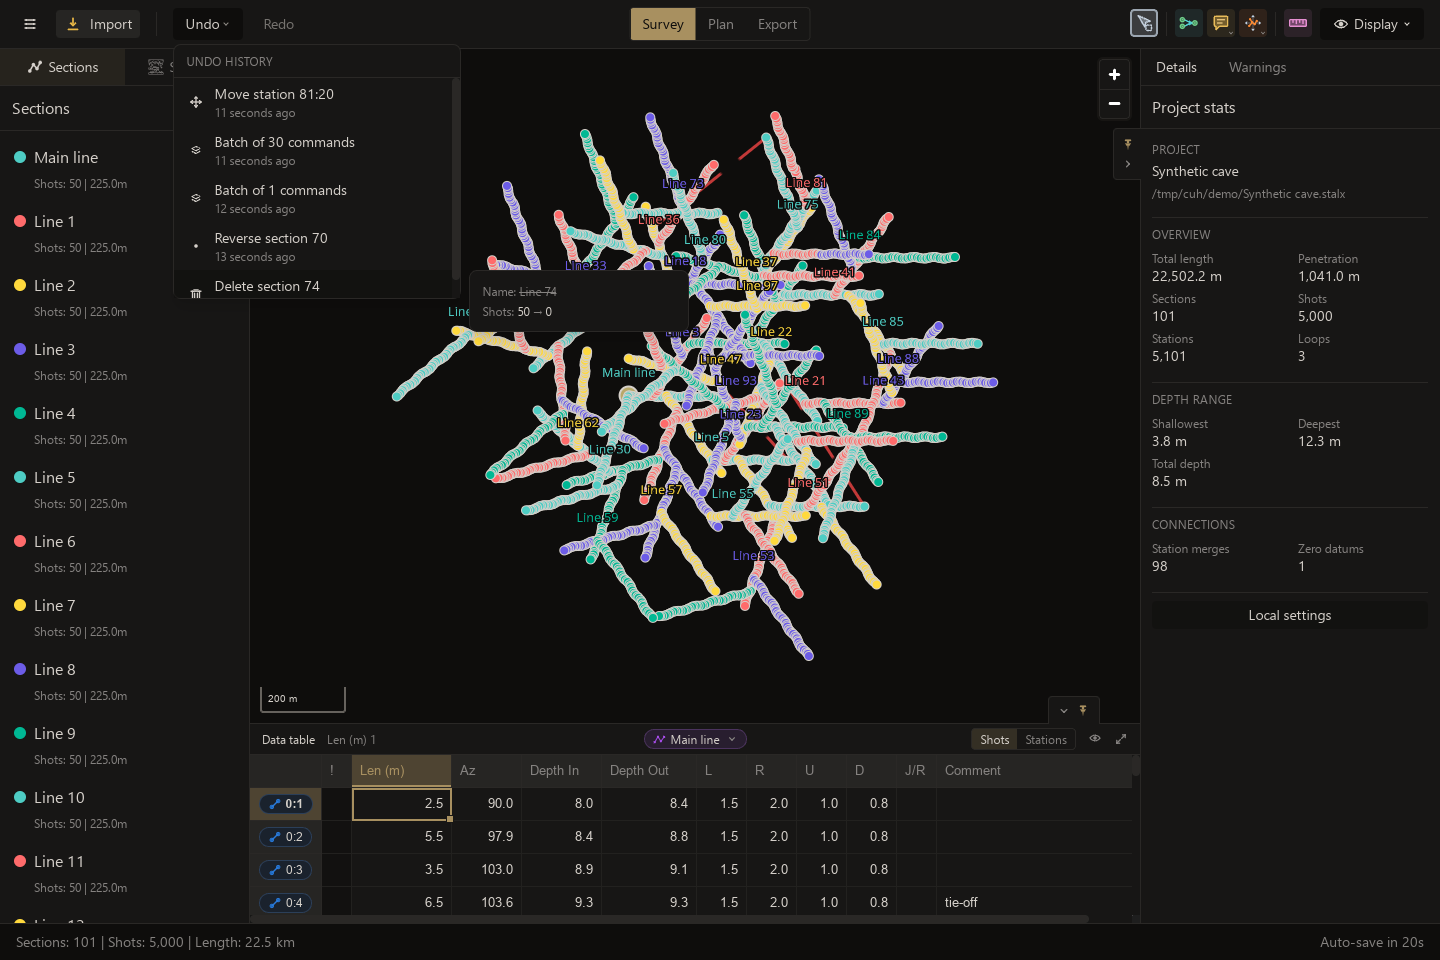 Import
Undo
Redo
Survey
Plan
Export
Display
UNDO HISTORY
Move station 81:20
11 seconds ago
Batch of 30 commands
11 seconds ago
Batch of 1 commands
12 seconds ago
Reverse section 70
13 seconds ago
Delete section 74
Name: Line 74
Shots: 50 → 0
Sections
Sections
Main line
Shots: 50 | 225.0m
Line 1
Shots: 50 | 225.0m
Line 2
Shots: 50 | 225.0m
Line 3
Shots: 50 | 225.0m
Line 4
Shots: 50 | 225.0m
Line 5
Shots: 50 | 225.0m
Line 6
Shots: 50 | 225.0m
Line 7
Shots: 50 | 225.0m
Line 8
Shots: 50 | 225.0m
Line 9
Shots: 50 | 225.0m
Line 10
Shots: 50 | 225.0m
Line 11
Shots: 50 | 225.0m
Line 73
Line 81
Line 75
Line 36
Line 84
Line 80
Line 18
Line 37
Line 33
Line 41
Line 97
Line
Line 85
Line 3
Line 22
Line 47
Line 88
Main line
Line 93
Line 21
Line 43
Line 23
Line 89
Line 62
Line 5
Line 30
Line 57
Line 55
Line 51
Line 59
Line 53
200 m
Details
Warnings
Project stats
PROJECT
Synthetic cave
/tmp/cuh/demo/Synthetic cave.stalx
OVERVIEW
Total length
Penetration
22,502.2 m
1,041.0 m
Sections
Shots
101
5,000
Stations
Loops
5,101
3
DEPTH RANGE
Shallowest
Deepest
3.8 m
12.3 m
Total depth
8.5 m
CONNECTIONS
Station merges
Zero datums
98
1
Local settings
Data table
Len (m) 1
Main line
Shots
Stations
! Len (m) Az Depth In Depth Out L R U D J/R Comment
0:1 2.5 90.0 8.0 8.4 1.5 2.0 1.0 0.8
0:2 5.5 97.9 8.4 8.8 1.5 2.0 1.0 0.8
0:3 3.5 103.0 8.9 9.1 1.5 2.0 1.0 0.8
0:4 6.5 103.6 9.3 9.3 1.5 2.0 1.0 0.8 tie-off
Sections: 101 | Shots: 5,000 | Length: 22.5 km
Auto-save in 20s